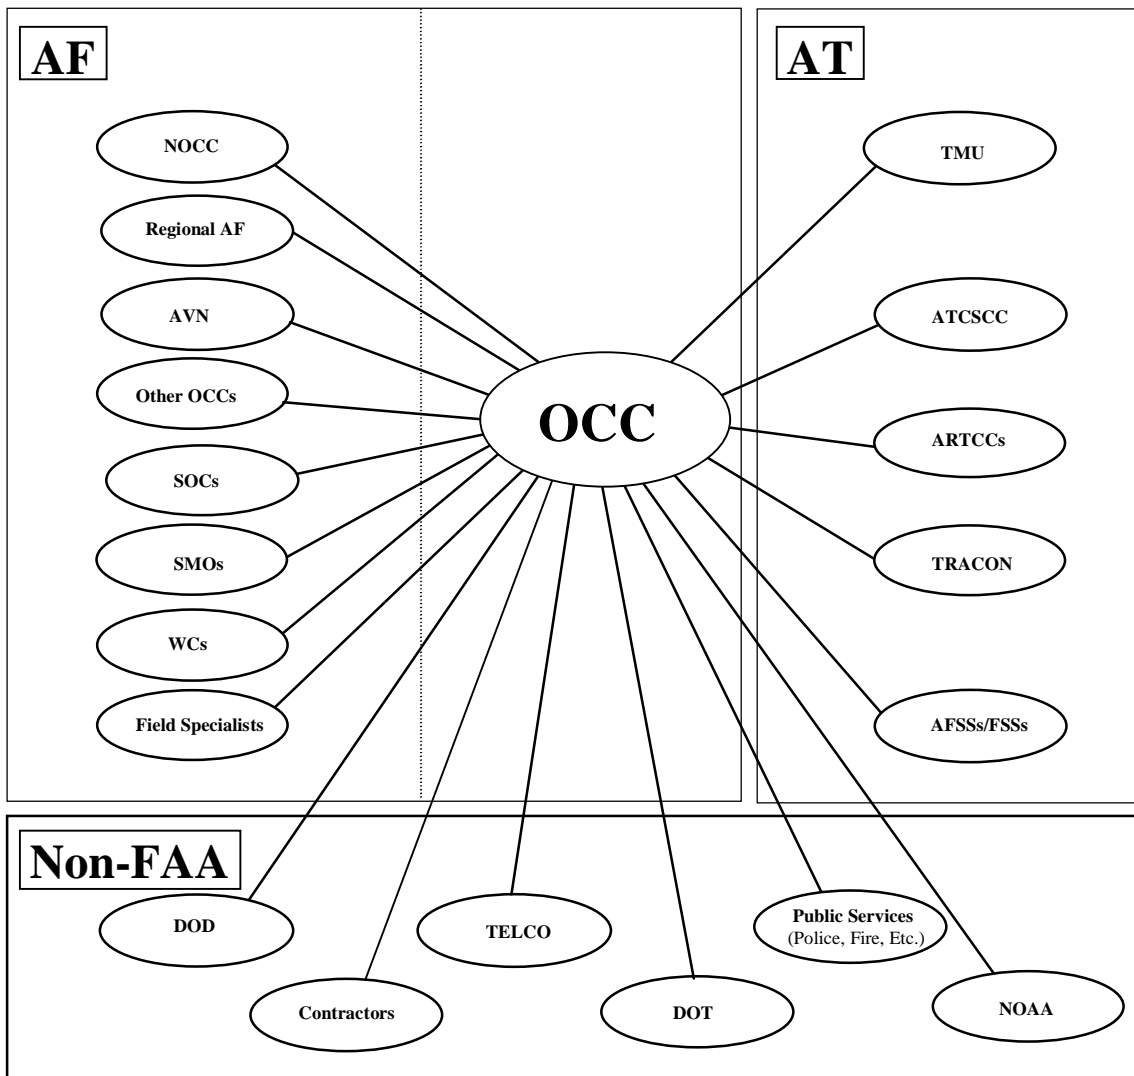 AF
AT
NOCC
TMU
Regional AF
AVN
ATCSCC
Other OCCs
OCC
ARTCCs
SOCs
SMOs
TRACON
WCs
Field Specialists
AFSSs/FSSs
Non-FAA
DOD
TELCO
Public Services
(Police, Fire, Etc.)
Contractors
DOT
NOAA